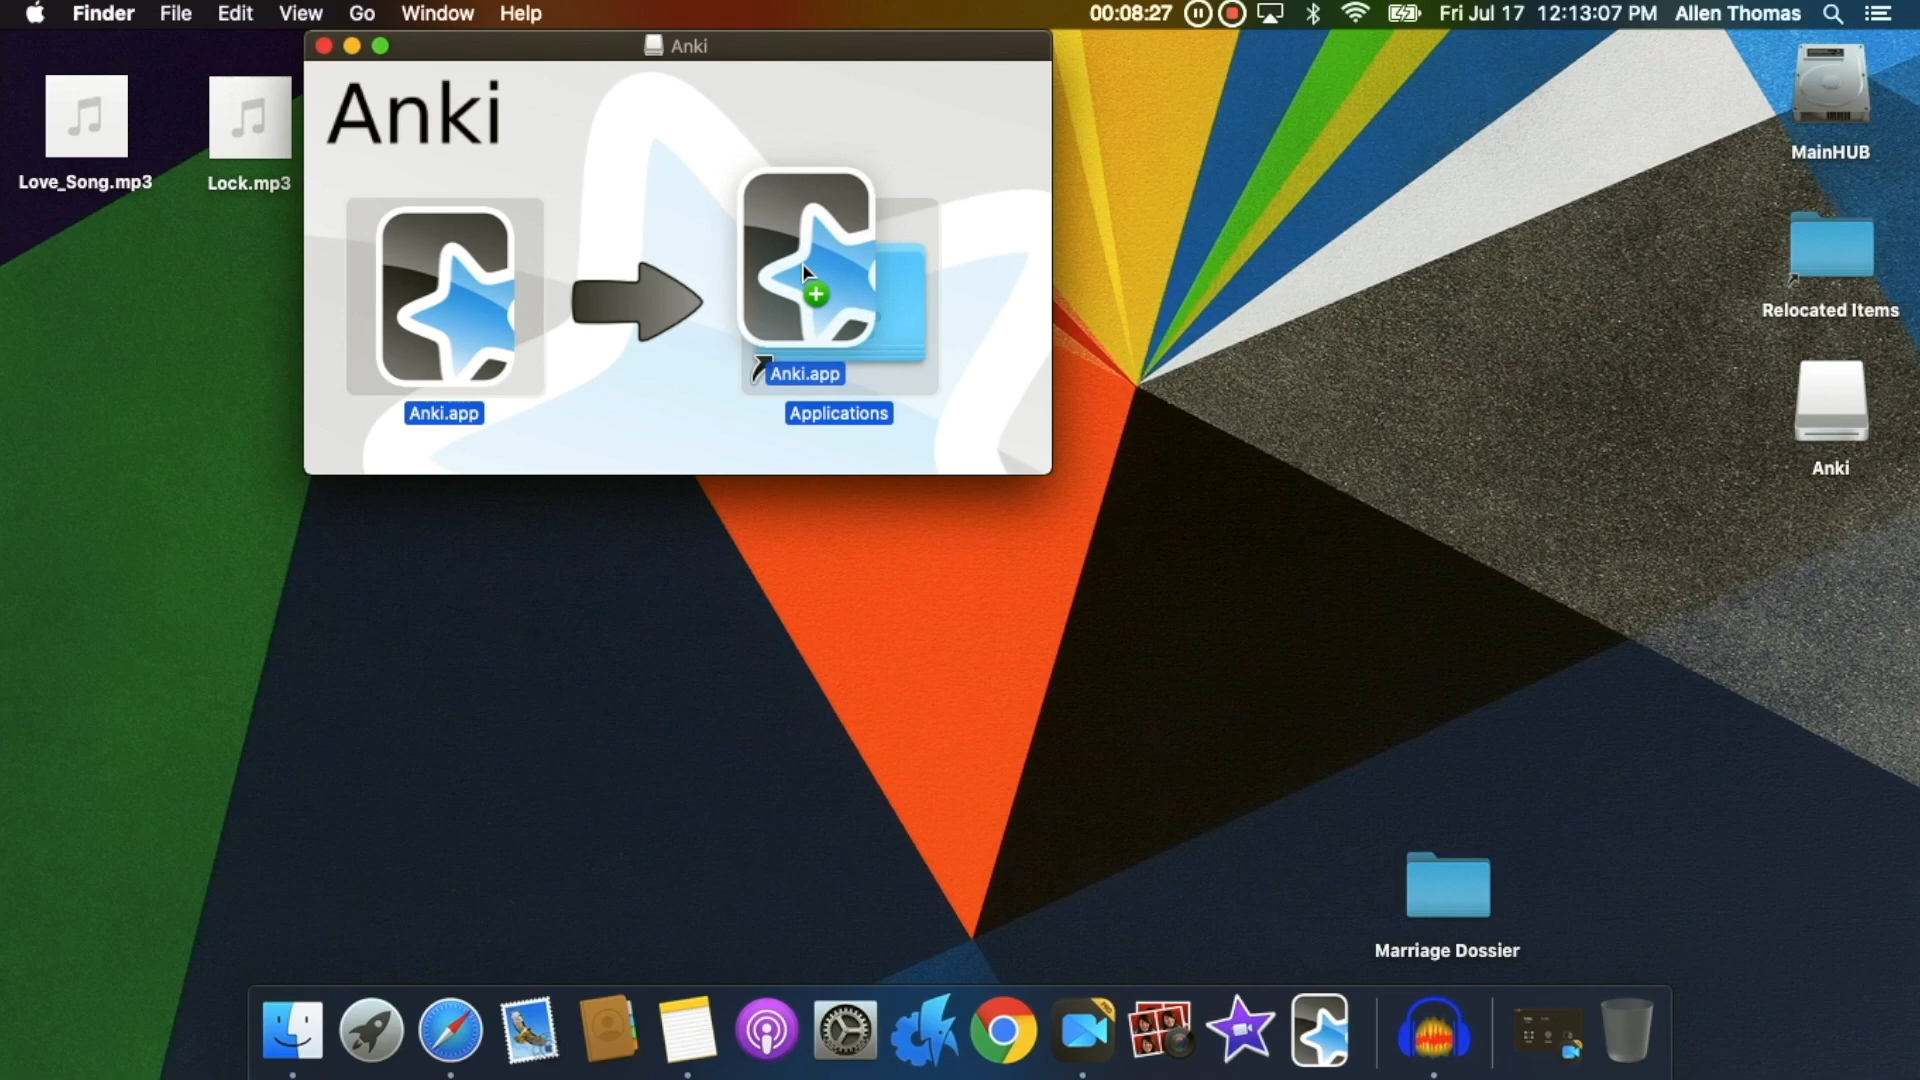 Finder File Edit View Go Window Help 00:08:27 Fri Jul 17 12:13:07 PM Allen Thomas
Anki
Anki
Anki.app
Anki.app
Applications
Love_Song.mp3
Lock.mp3
MainHUB
Relocated Items
Anki
Marriage Dossier